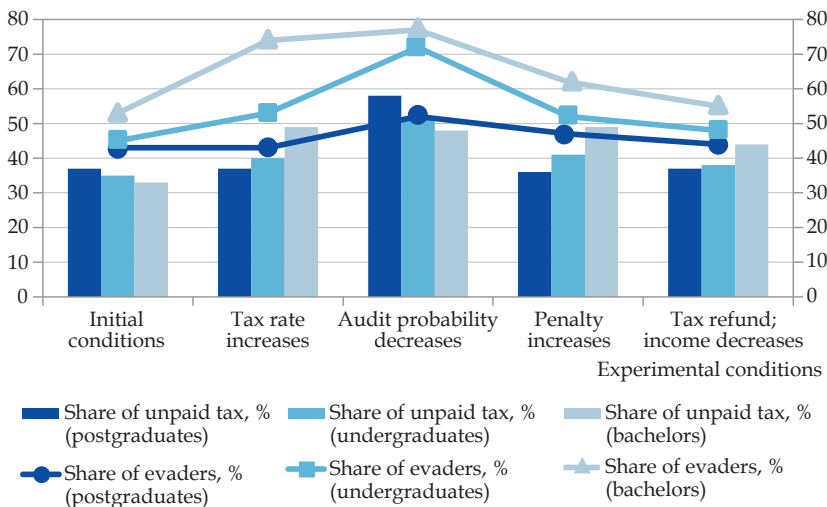 80
70
60
50
40
30
20
10
0
80
70
60
50
40
30
20
10
0
Initial
conditions
Tax rate
increases
Audit probability
decreases
Penalty
increases
Tax refund;
income decreases
Experimental conditions
Share of unpaid tax, %
(postgraduates)
Share of unpaid tax, %
(undergraduates)
Share of unpaid tax, %
(bachelors)
Share of evaders, %
(postgraduates)
Share of evaders, %
(undergraduates)
Share of evaders, %
(bachelors)